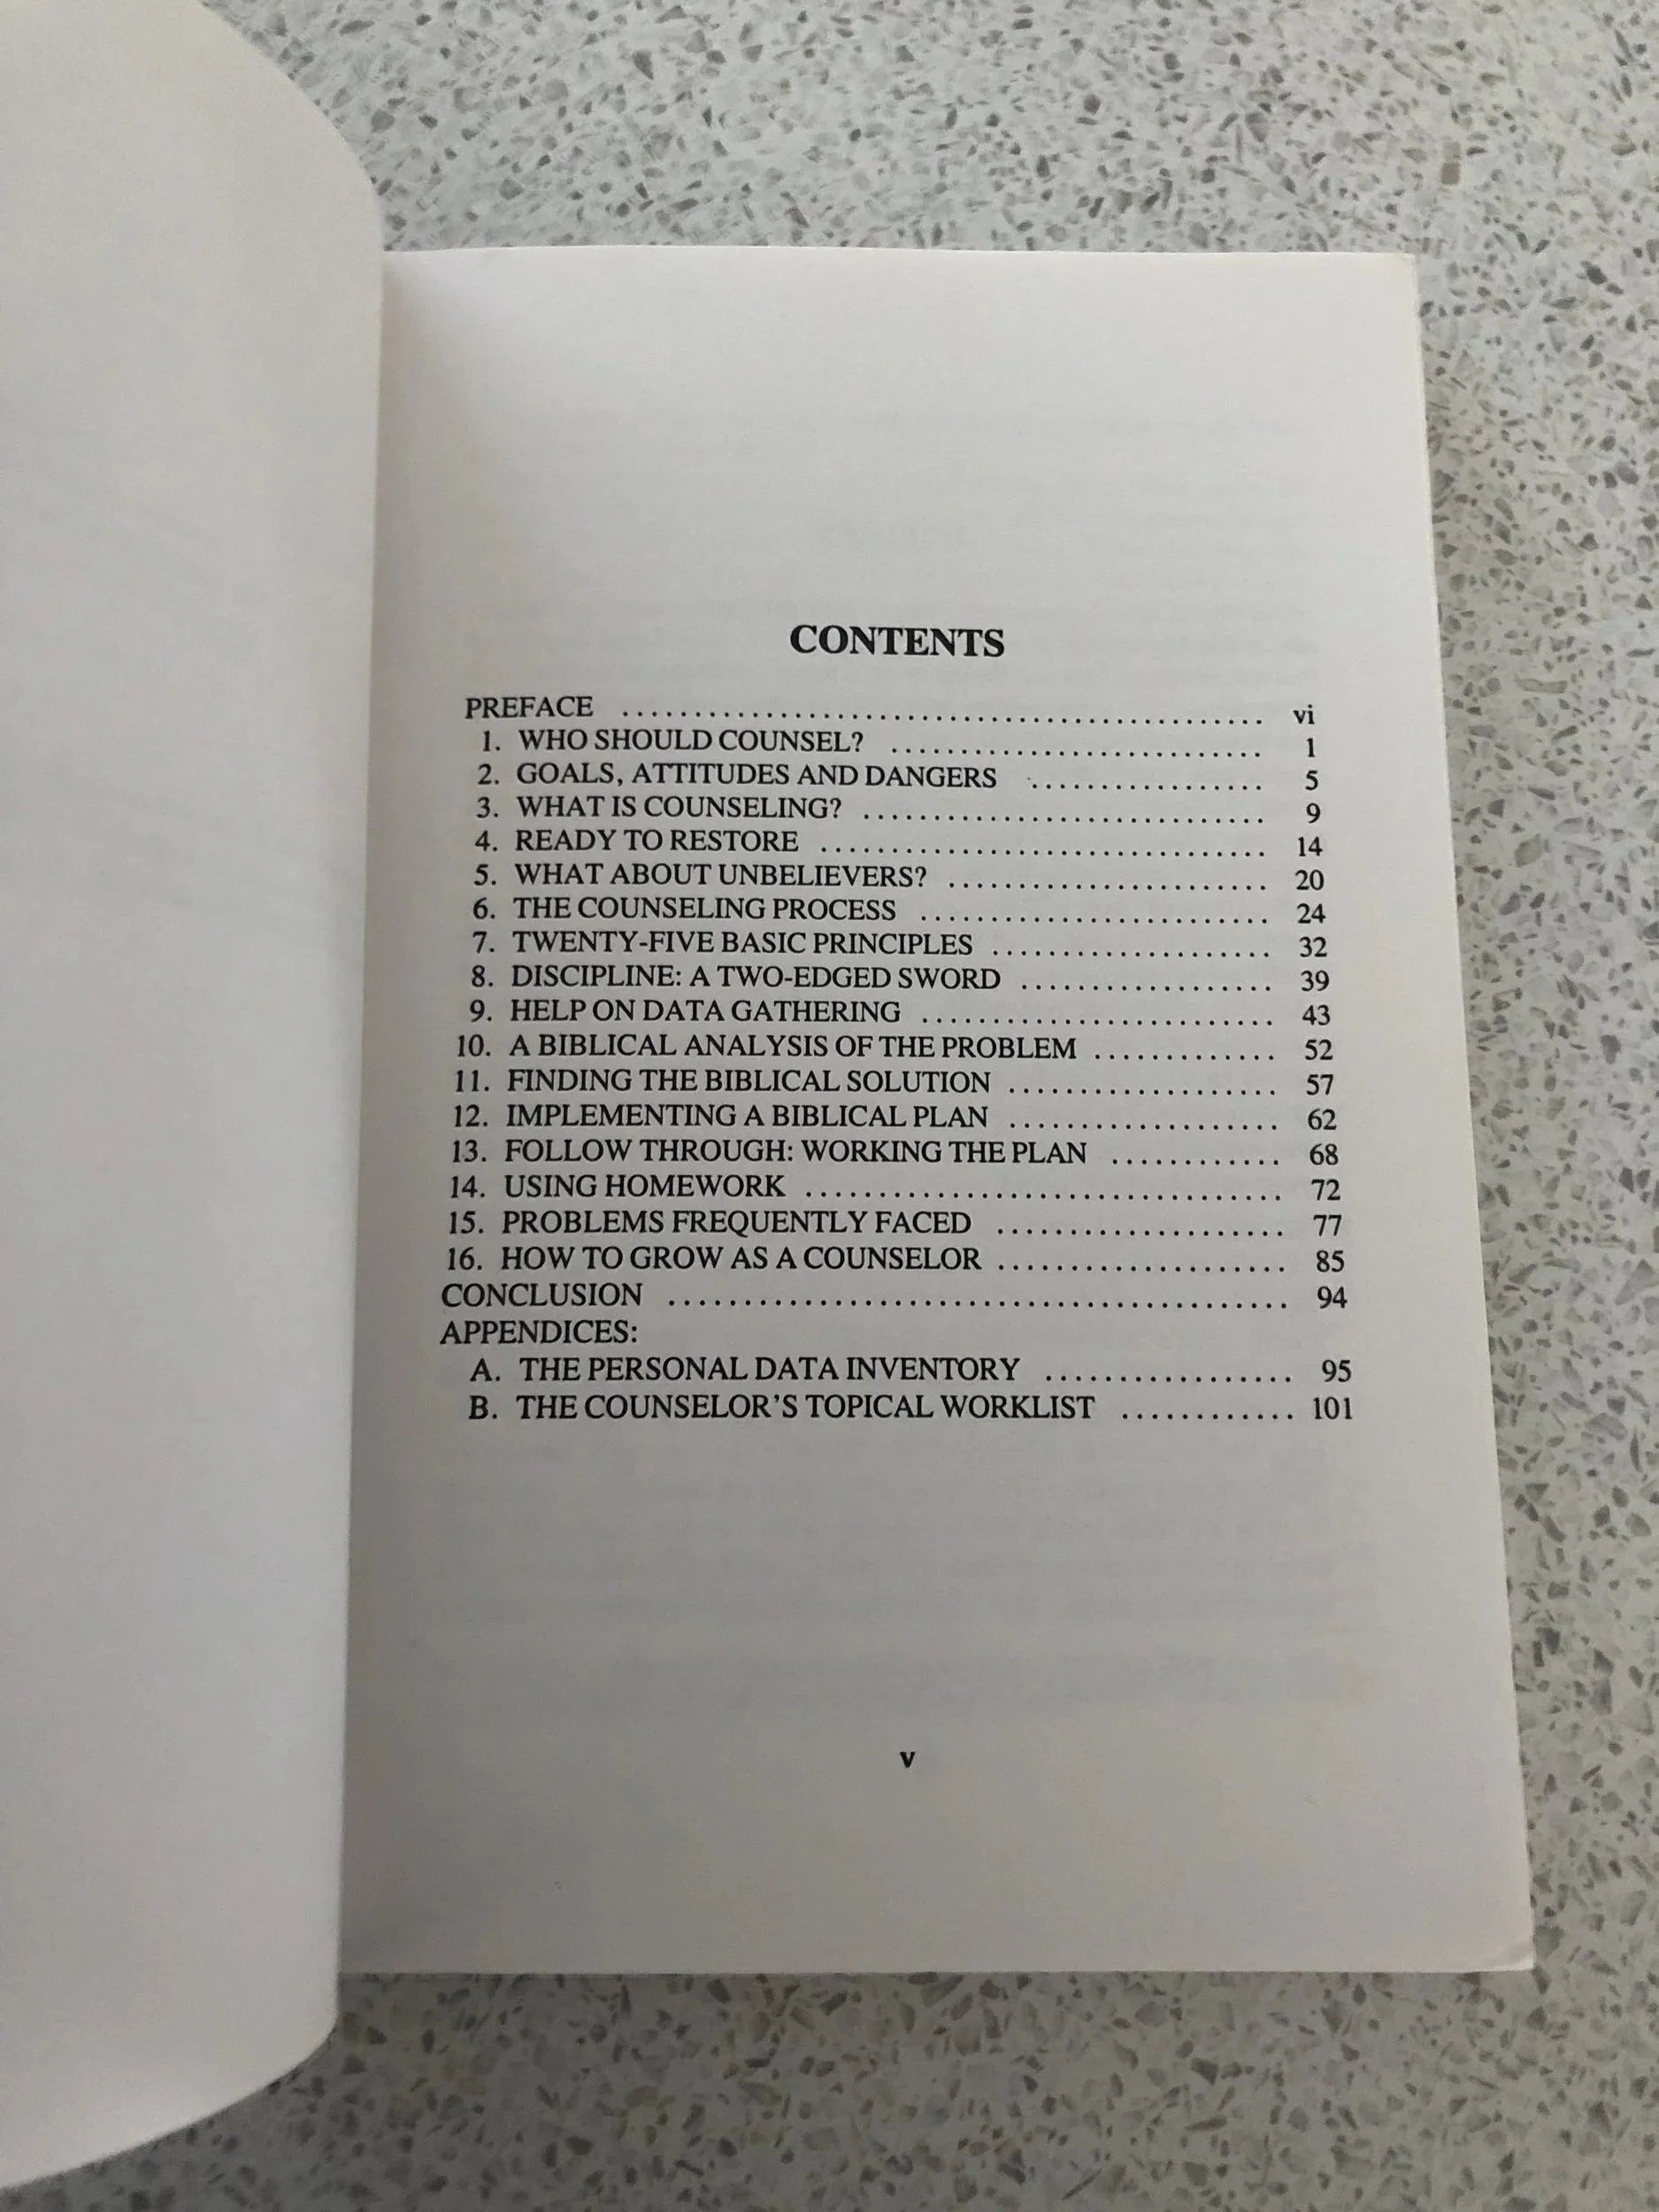 CONTENTS
PREFACE ............................................. vi
1. WHO SHOULD COUNSEL? ........................... 1
2. GOALS, ATTITUDES AND DANGERS ................. 5
3. WHAT IS COUNSELING? ............................. 9
4. READY TO RESTORE ................................ 14
5. WHAT ABOUT UNBELIEVERS? ....................... 20
6. THE COUNSELING PROCESS ......................... 24
7. TWENTY-FIVE BASIC PRINCIPLES .................... 32
8. DISCIPLINE: A TWO-EDGED SWORD .................. 39
9. HELP ON DATA GATHERING ......................... 43
10. A BIBLICAL ANALYSIS OF THE PROBLEM ............. 52
11. FINDING THE BIBLICAL SOLUTION ................... 57
12. IMPLEMENTING A BIBLICAL PLAN ................... 62
13. FOLLOW THROUGH: WORKING THE PLAN ............ 68
14. USING HOMEWORK .................................. 72
15. PROBLEMS FREQUENTLY FACED ..................... 77
16. HOW TO GROW AS A COUNSELOR ..................... 85
CONCLUSION ........................................... 94
APPENDICES:
A. THE PERSONAL DATA INVENTORY .................. 95
B. THE COUNSELOR'S TOPICAL WORKLIST ............ 101
v